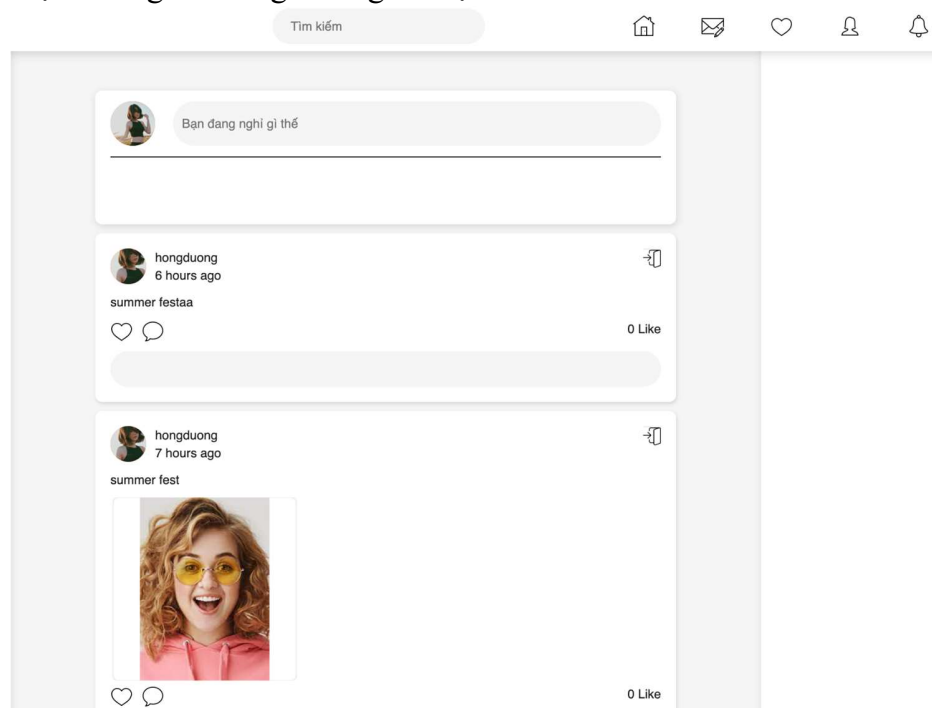 Tìm kiếm
Bạn đang nghỉ gì thế
hongduong
6 hours ago
summer festaa
0 Like
hongduong
7 hours ago
summer fest
0 Like